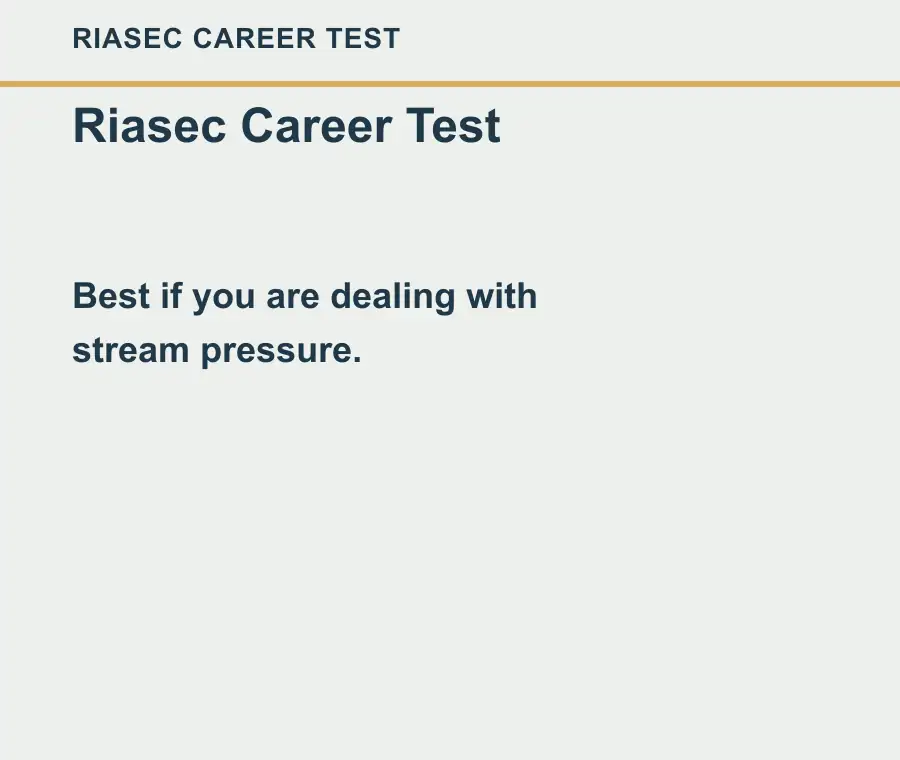 RIASEC CAREER TEST
Riasec Career Test
Best if you are dealing with
stream pressure.